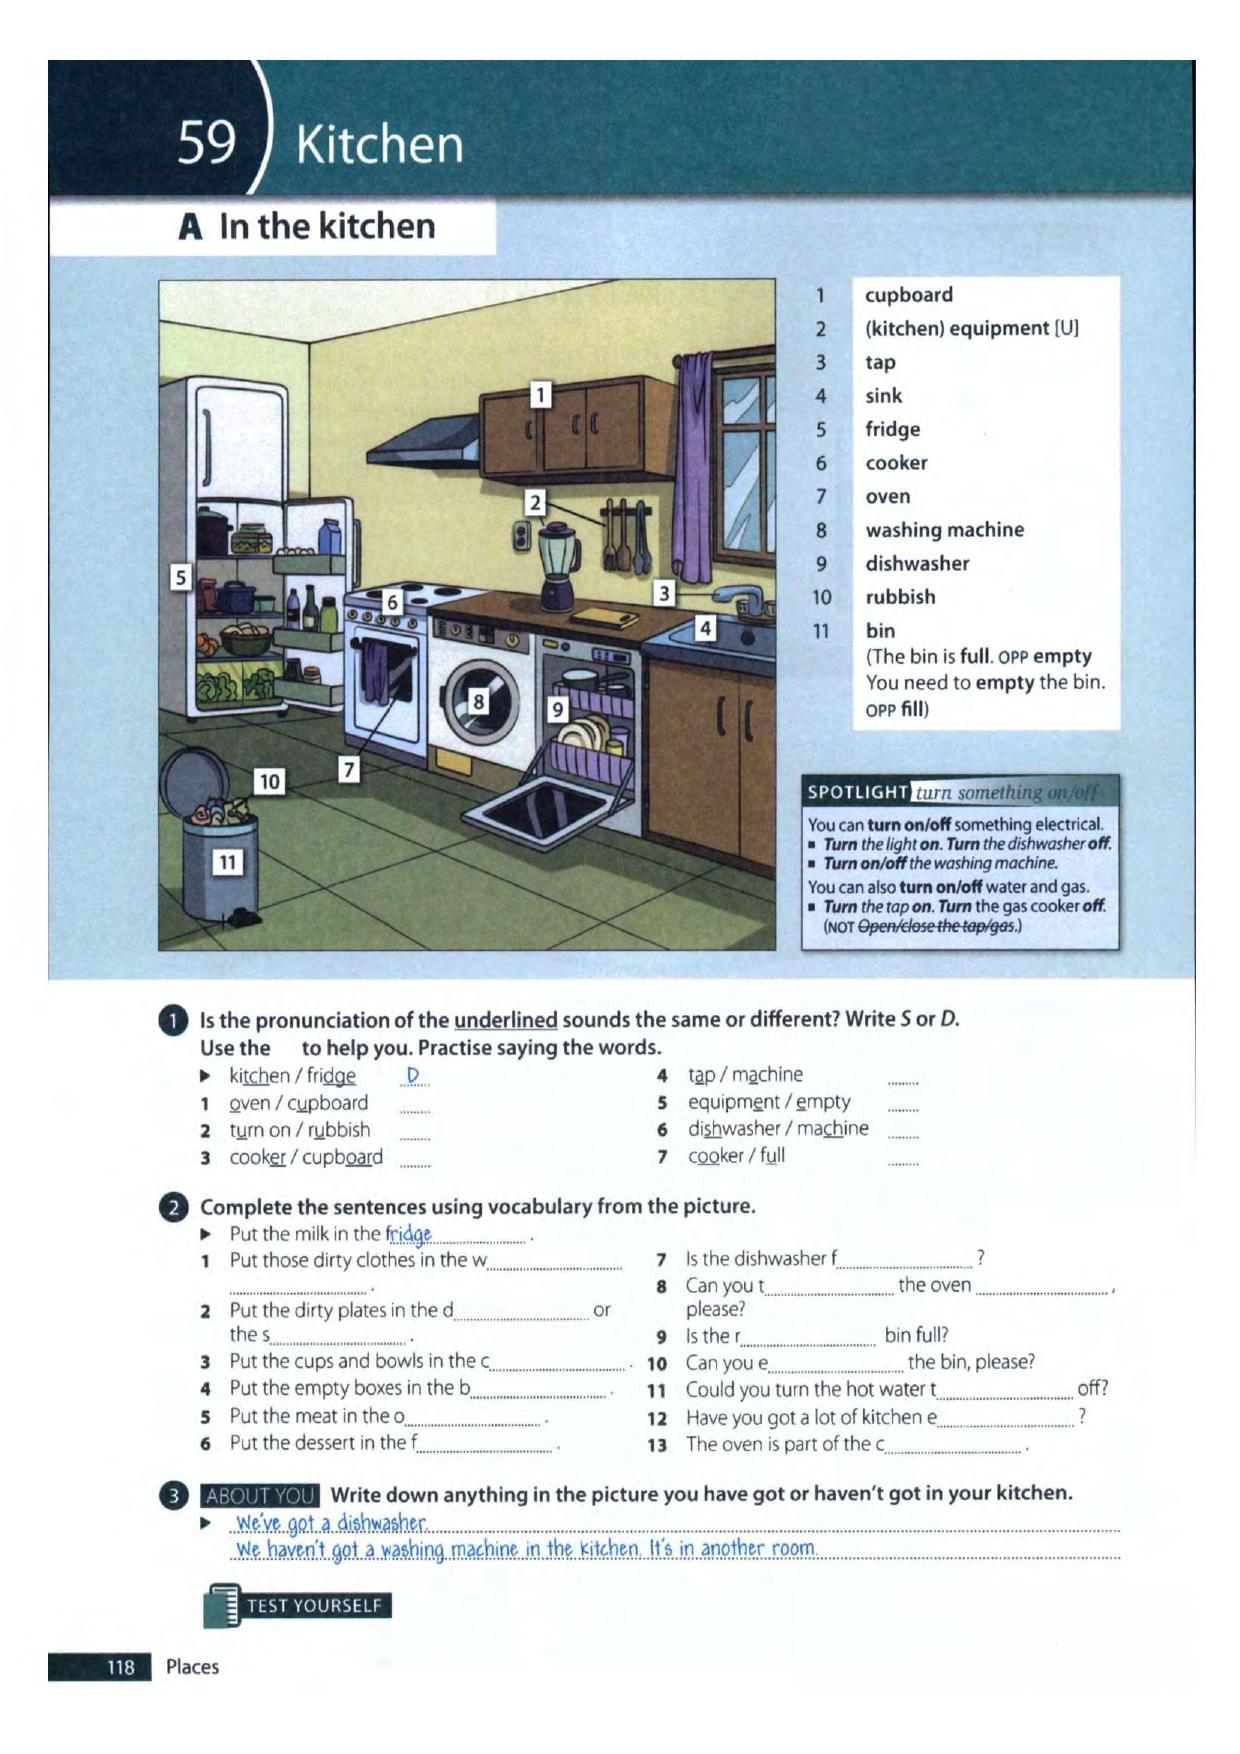 59 Kitchen
A In the kitchen
1 cupboard
2 (kitchen) equipment [U]
3 tap
4 sink
5 fridge
6 cooker
7 oven
8 washing machine
9 dishwasher
10 rubbish
11 bin
(The bin is full. OPP empty
You need to empty the bin.
OPP fill)
1
2
3
4
5
6
7
8
9
10
11
SPOTLIGHT turn something on/off
You can turn on/off something electrical.
▪ Turn the light on. Turn the dishwasher off.
▪ Turn on/off the washing machine.
You can also turn on/off water and gas.
▪ Turn the tap on. Turn the gas cooker off.
(NOT Open/close the tap/gas.)
1 Is the pronunciation of the underlined sounds the same or different? Write S or D.
Use the to help you. Practise saying the words.
► kitchen / fridge D
1 oven / cupboard ........
2 turn on / rubbish ........
3 cooker / cupboard ........
4 tap / machine ........
5 equipment / empty ........
6 dishwasher / machine ........
7 cooker / full ........
2 Complete the sentences using vocabulary from the picture.
► Put the milk in the fridge .
1 Put those dirty clothes in the w................
................ .
2 Put the dirty plates in the d................ or
the s................ .
3 Put the cups and bowls in the c................ .
4 Put the empty boxes in the b................ .
5 Put the meat in the o................ .
6 Put the dessert in the f................ .
7 Is the dishwasher f................ ?
8 Can you t................ the oven ................ ,
please?
9 Is the r................ bin full?
10 Can you e................ the bin, please?
11 Could you turn the hot water t................ off?
12 Have you got a lot of kitchen e................ ?
13 The oven is part of the c................ .
3 ABOUT YOU Write down anything in the picture you have got or haven't got in your kitchen.
► We've got a dishwasher.
We haven't got a washing machine in the kitchen. It's in another room.
TEST YOURSELF
118 Places